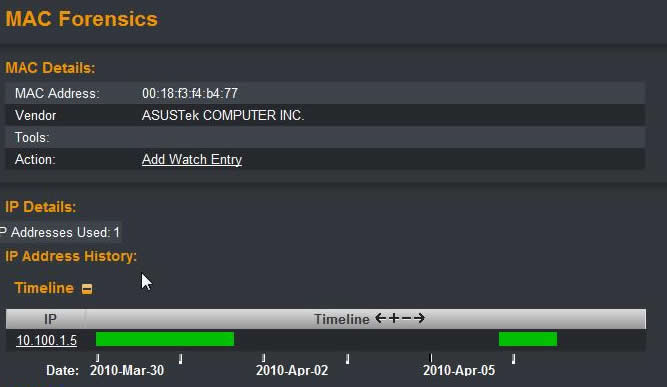 MAC Forensics
MAC Details:
MAC Address: 00:18:f3:f4:b4:77
Vendor ASUSTek COMPUTER INC.
Tools:
Action: Add Watch Entry
IP Details:
P Addresses Used: 1
IP Address History:
Timeline
IP Timeline
10.100.1.5
Date: 2010-Mar-30 2010-Apr-02 2010-Apr-05